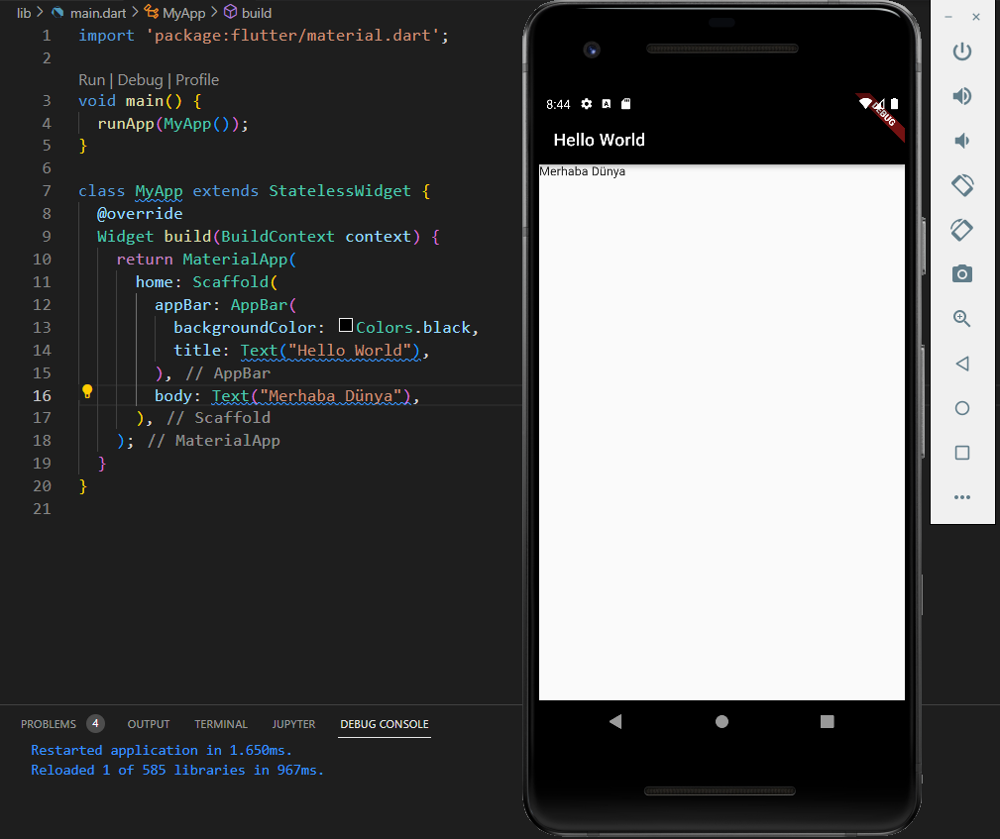 lib > main.dart > MyApp > build
1 import 'package:flutter/material.dart';
2
Run | Debug | Profile
3 void main() {
4 runApp(MyApp());
5 }
6
7 class MyApp extends StatelessWidget {
8 @override
9 Widget build(BuildContext context) {
10 return MaterialApp(
11 home: Scaffold(
12 appBar: AppBar(
13 backgroundColor: Colors.black,
14 title: Text("Hello World"),
15 ), // AppBar
16 body: Text("Merhaba Dünya"),
17 ), // Scaffold
18 ); // MaterialApp
19 }
20 }
21
PROBLEMS 4 OUTPUT TERMINAL JUPYTER DEBUG CONSOLE
Restarted application in 1.650ms.
Reloaded 1 of 585 libraries in 967ms.
8:44 A
DEBUG
Hello World
Merhaba Dünya